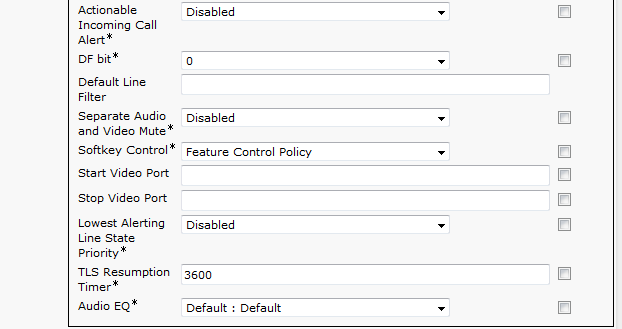 Actionable Disabled
Incoming Call
Alert*
DF bit* 0
Default Line
Filter
Separate Audio Disabled
and Video Mute*
Softkey Control* Feature Control Policy
Start Video Port
Stop Video Port
Lowest Alerting Disabled
Line State
Priority*
TLS Resumption 3600
Timer*
Audio EQ* Default : Default